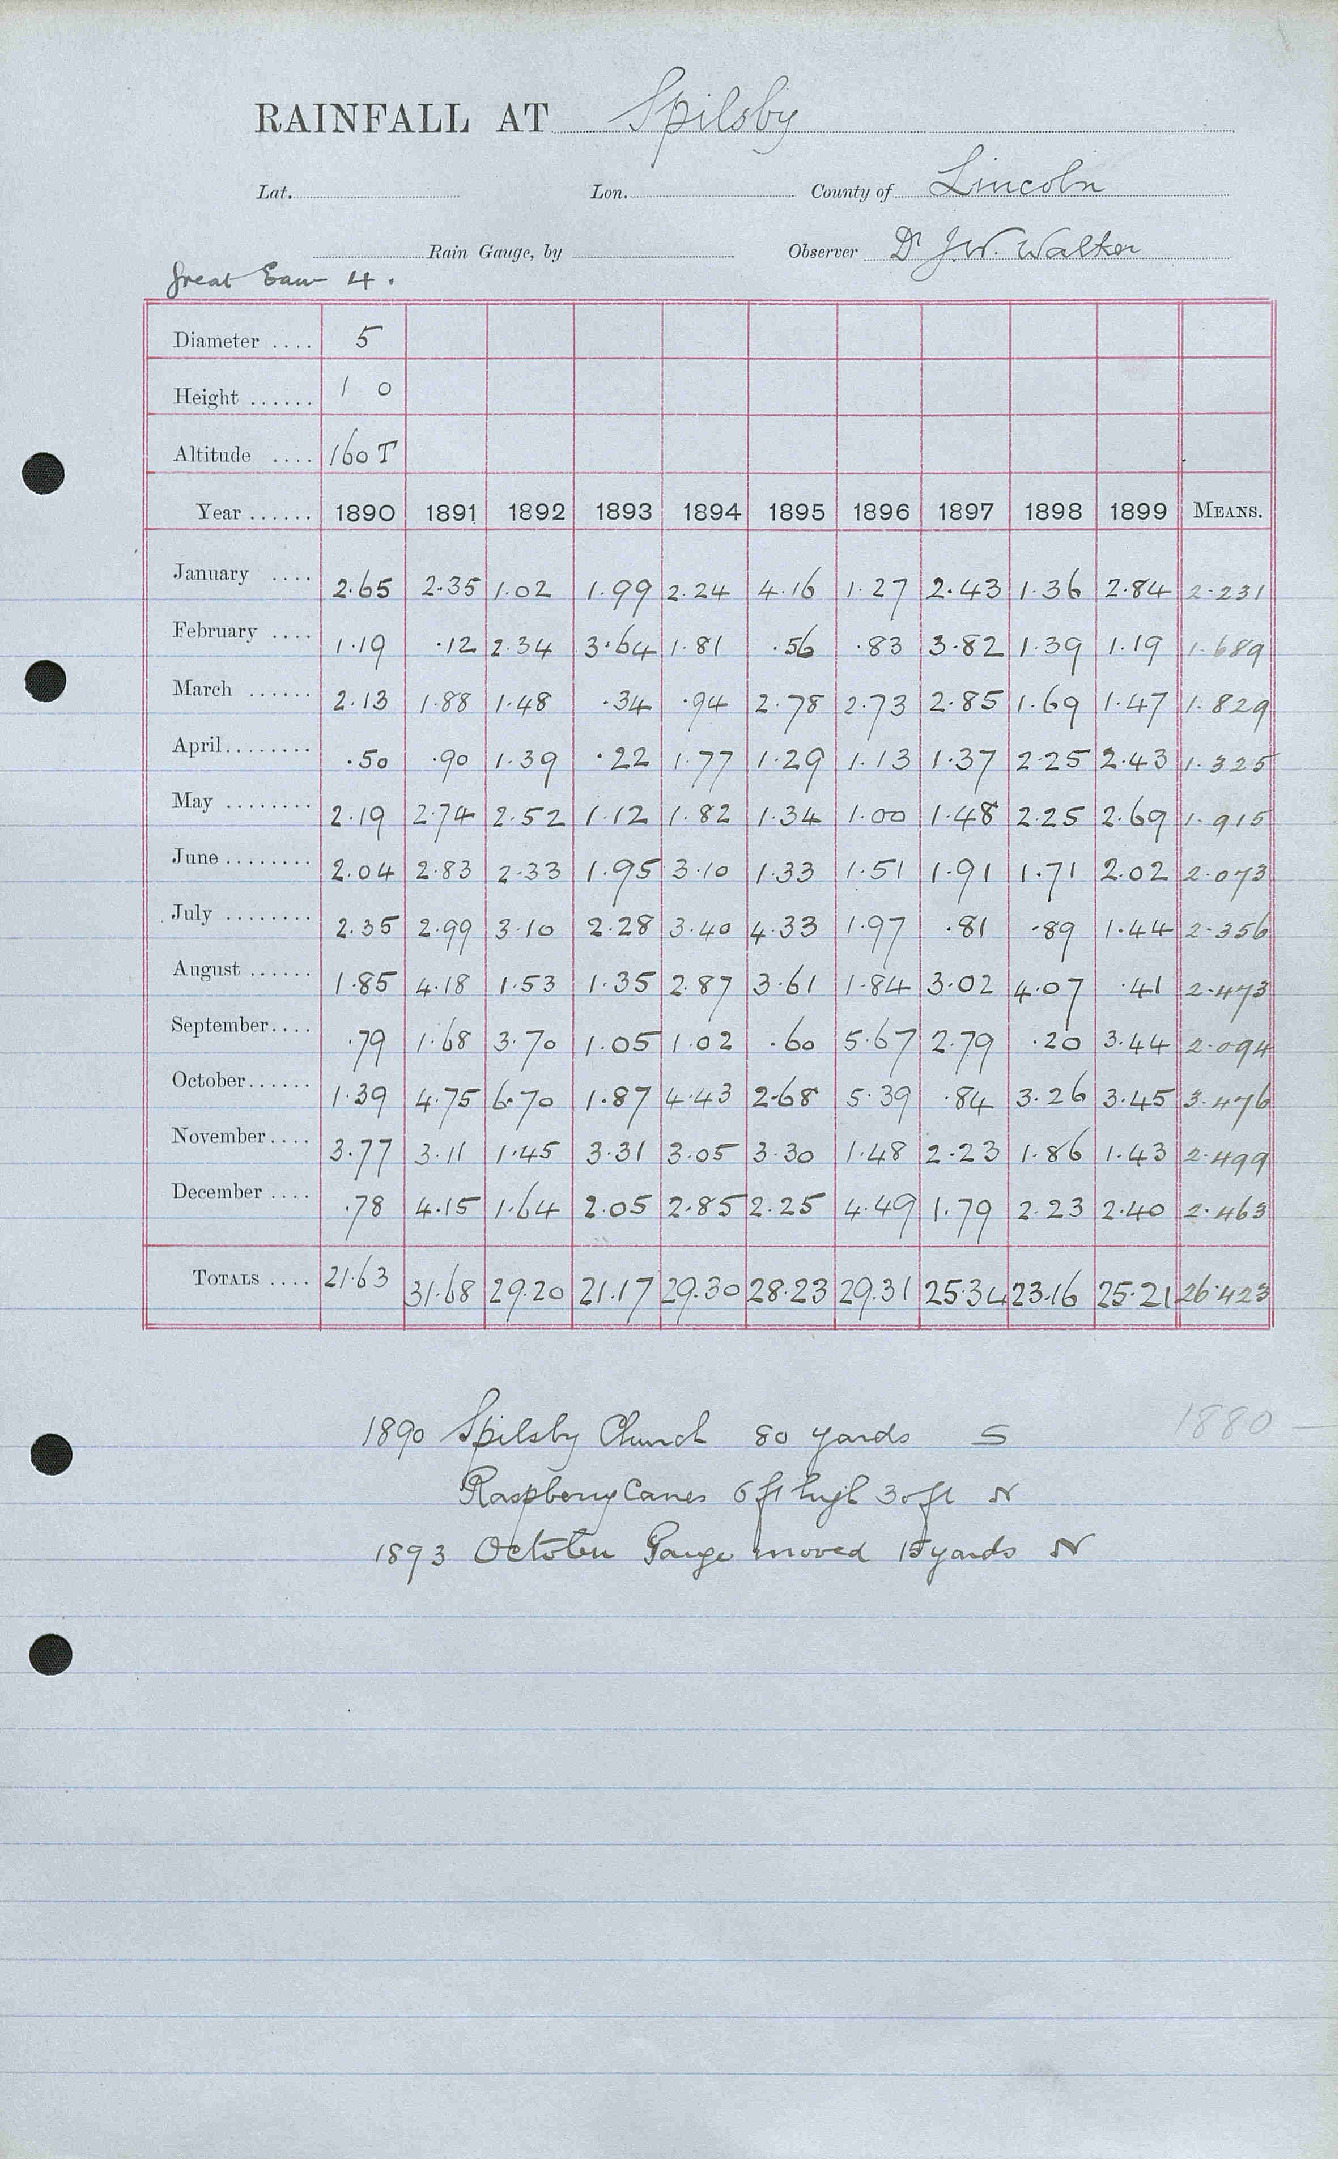 RAINFALL AT Spilsby
Lat. Lon. County of Lincoln
Rain Gauge, by Observer Dr J.W. Walker
Great Eau 4.
Diameter .... 5
Height ...... 1 0
Altitude .... 160 T
Year ...... 1890 1891 1892 1893 1894 1895 1896 1897 1898 1899 MEANS.
January .... 2.65 2.35 1.02 1.99 2.24 4.16 1.27 2.43 1.36 2.84 2.231
February .... 1.19 .12 2.34 3.64 1.81 .56 .83 3.82 1.39 1.19 1.689
March ...... 2.13 1.88 1.48 .34 .94 2.78 2.73 2.85 1.69 1.47 1.829
April ........ .50 .90 1.39 .22 1.77 1.29 1.13 1.37 2.25 2.43 1.325
May ........ 2.19 2.74 2.52 1.12 1.82 1.34 1.00 1.48 2.25 2.69 1.915
June ........ 2.04 2.83 2.33 1.95 3.10 1.33 1.51 1.91 1.71 2.02 2.073
July ........ 2.35 2.99 3.10 2.28 3.40 4.33 1.97 .81 .89 1.44 2.356
August ...... 1.85 4.18 1.53 1.35 2.87 3.61 1.84 3.02 4.07 .41 2.473
September .... .79 1.68 3.70 1.05 1.02 .60 5.67 2.79 .20 3.44 2.094
October ...... 1.39 4.75 6.70 1.87 4.43 2.68 5.39 .84 3.26 3.45 3.476
November .... 3.77 3.11 1.45 3.31 3.05 3.30 1.48 2.23 1.86 1.43 2.499
December .... .78 4.15 1.64 2.05 2.85 2.25 4.49 1.79 2.23 2.40 2.463
TOTALS .... 21.63 31.68 29.20 21.17 29.30 28.23 29.31 25.34 23.16 25.21 26.423
1890 Spilsby Church 80 yards S 1880 –
Raspberry Canes 6 ft high 30 ft N
1893 October Gauge moved 15 yards N